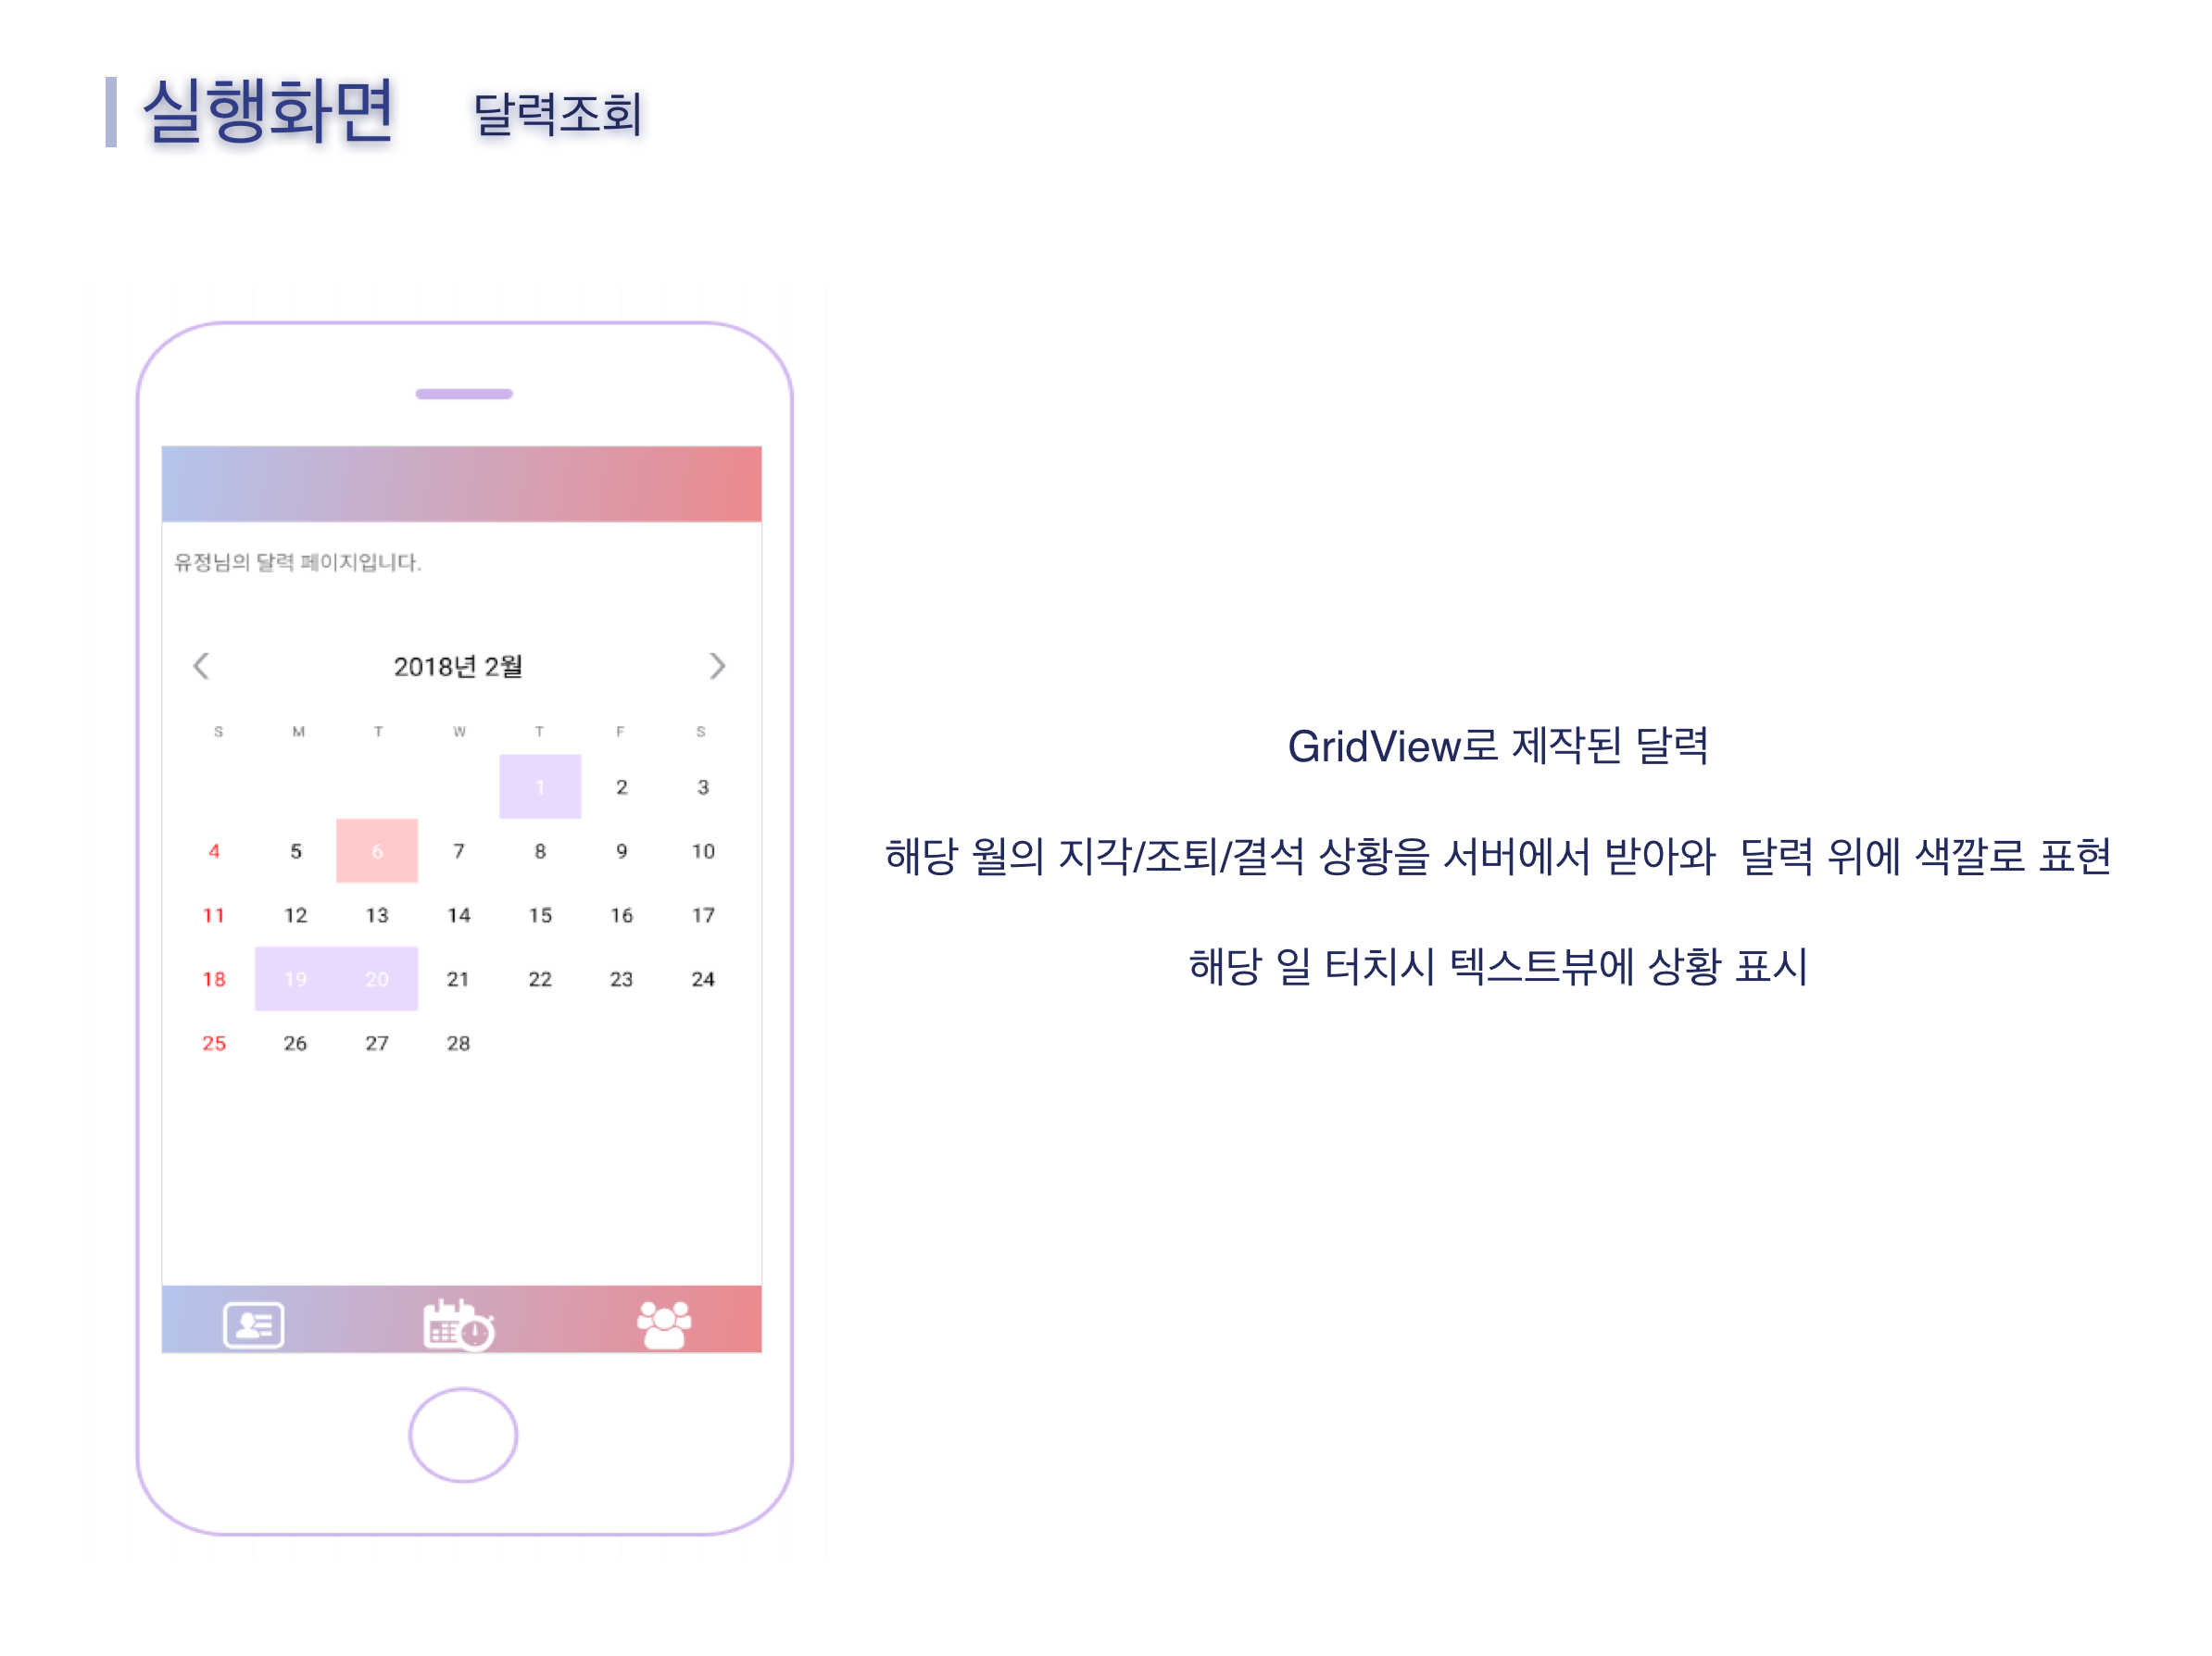 실행화면 달력조회
유정님의 달력 페이지입니다.
2018년 2월
S M T W T F S
1 2 3
4 5 6 7 8 9 10
11 12 13 14 15 16 17
18 19 20 21 22 23 24
25 26 27 28
GridView로 제작된 달력
해당 월의 지각/조퇴/결석 상황을 서버에서 받아와 달력 위에 색깔로 표현
해당 일 터치시 텍스트뷰에 상황 표시